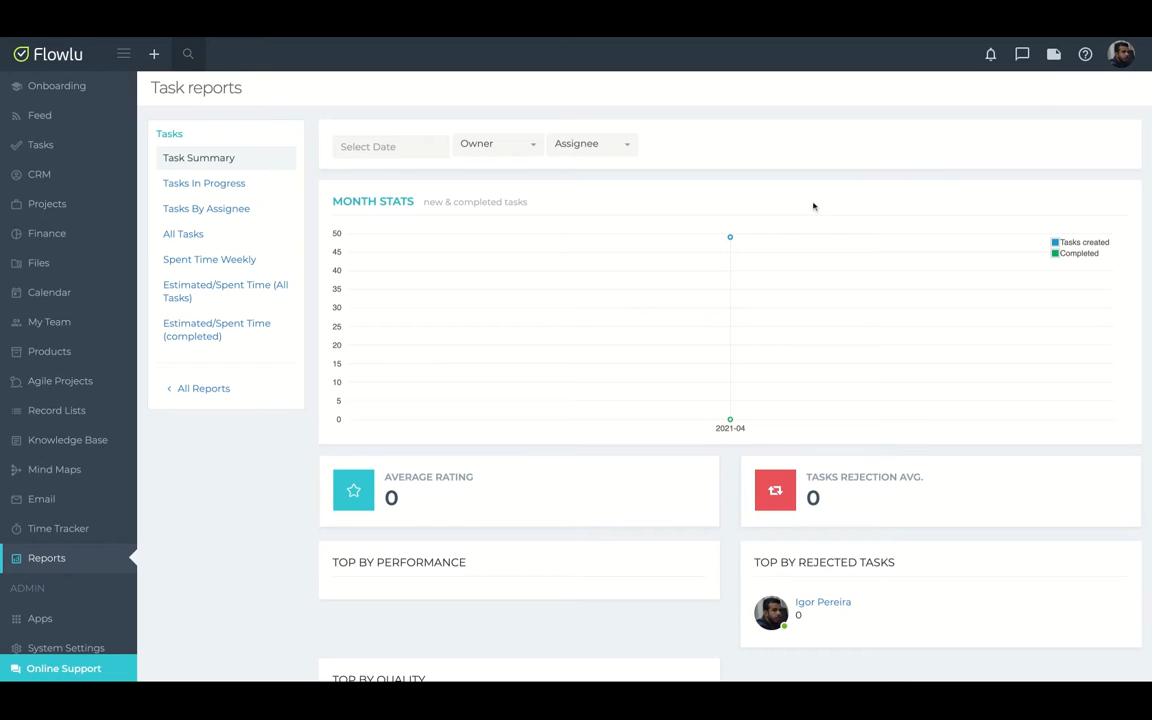 Flowlu
Onboarding
Feed
Tasks
CRM
Projects
Finance
Files
Calendar
My Team
Products
Agile Projects
Record Lists
Knowledge Base
Mind Maps
Email
Time Tracker
Reports
ADMIN
Apps
System Settings
Online Support
Task reports
Tasks
Task Summary
Tasks In Progress
Tasks By Assignee
All Tasks
Spent Time Weekly
Estimated/Spent Time (All
Tasks)
Estimated/Spent Time
(completed)
All Reports
Select Date
Owner
Assignee
MONTH STATS new & completed tasks
50
45
40
35
30
25
20
15
10
5
0
2021-04
Tasks created
Completed
AVERAGE RATING
0
TASKS REJECTION AVG.
0
TOP BY PERFORMANCE
TOP BY REJECTED TASKS
Igor Pereira
0
TOP BY QUALITY